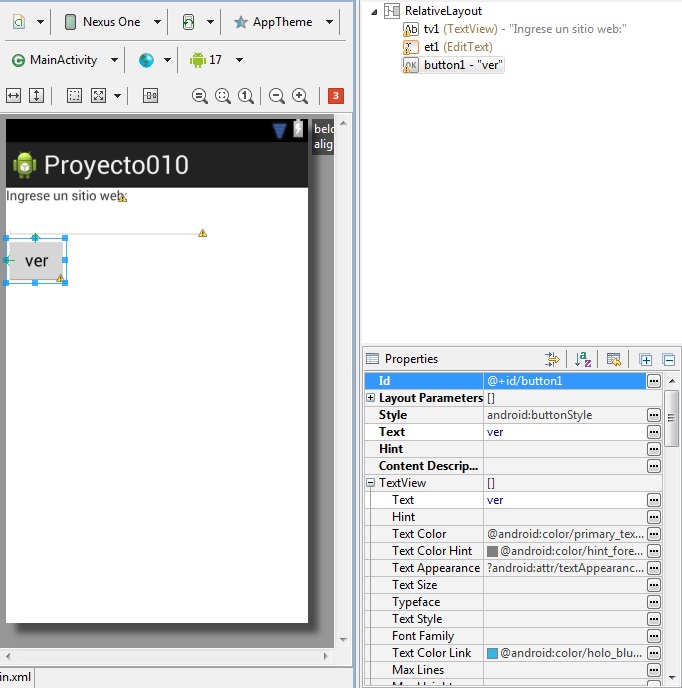 Nexus One
AppTheme
MainActivity
17
3
belo
alig
Proyecto010
Ingrese un sitio web:
ver
in.xml
RelativeLayout
Ab tv1 (TextView) - "Ingrese un sitio web:"
et1 (EditText)
OK button1 - "ver"
Properties
Id @+id/button1
Layout Parameters []
Style android:buttonStyle
Text ver
Hint
Content Descrip...
TextView []
Text ver
Hint
Text Color @android:color/primary_tex...
Text Color Hint @android:color/hint_fore...
Text Appearance ?android:attr/textAppearanc...
Text Size
Typeface
Text Style
Font Family
Text Color Link @android:color/holo_blu...
Max Lines